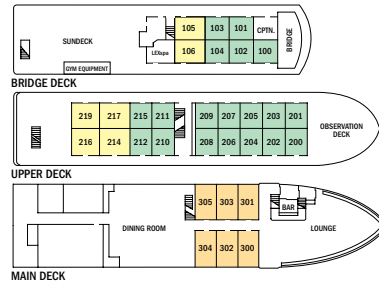 105 103 101 CPTN.
SUNDECK
BRIDGE
LEXspa 106 104 102 100
GYM EQUIPMENT
BRIDGE DECK
219 217 215 211 209 207 205 203 201
OBSERVATION
DECK
216 214 212 210 208 206 204 202 200
UPPER DECK
305 303 301
BAR
DINING ROOM
LOUNGE
304 302 300
MAIN DECK